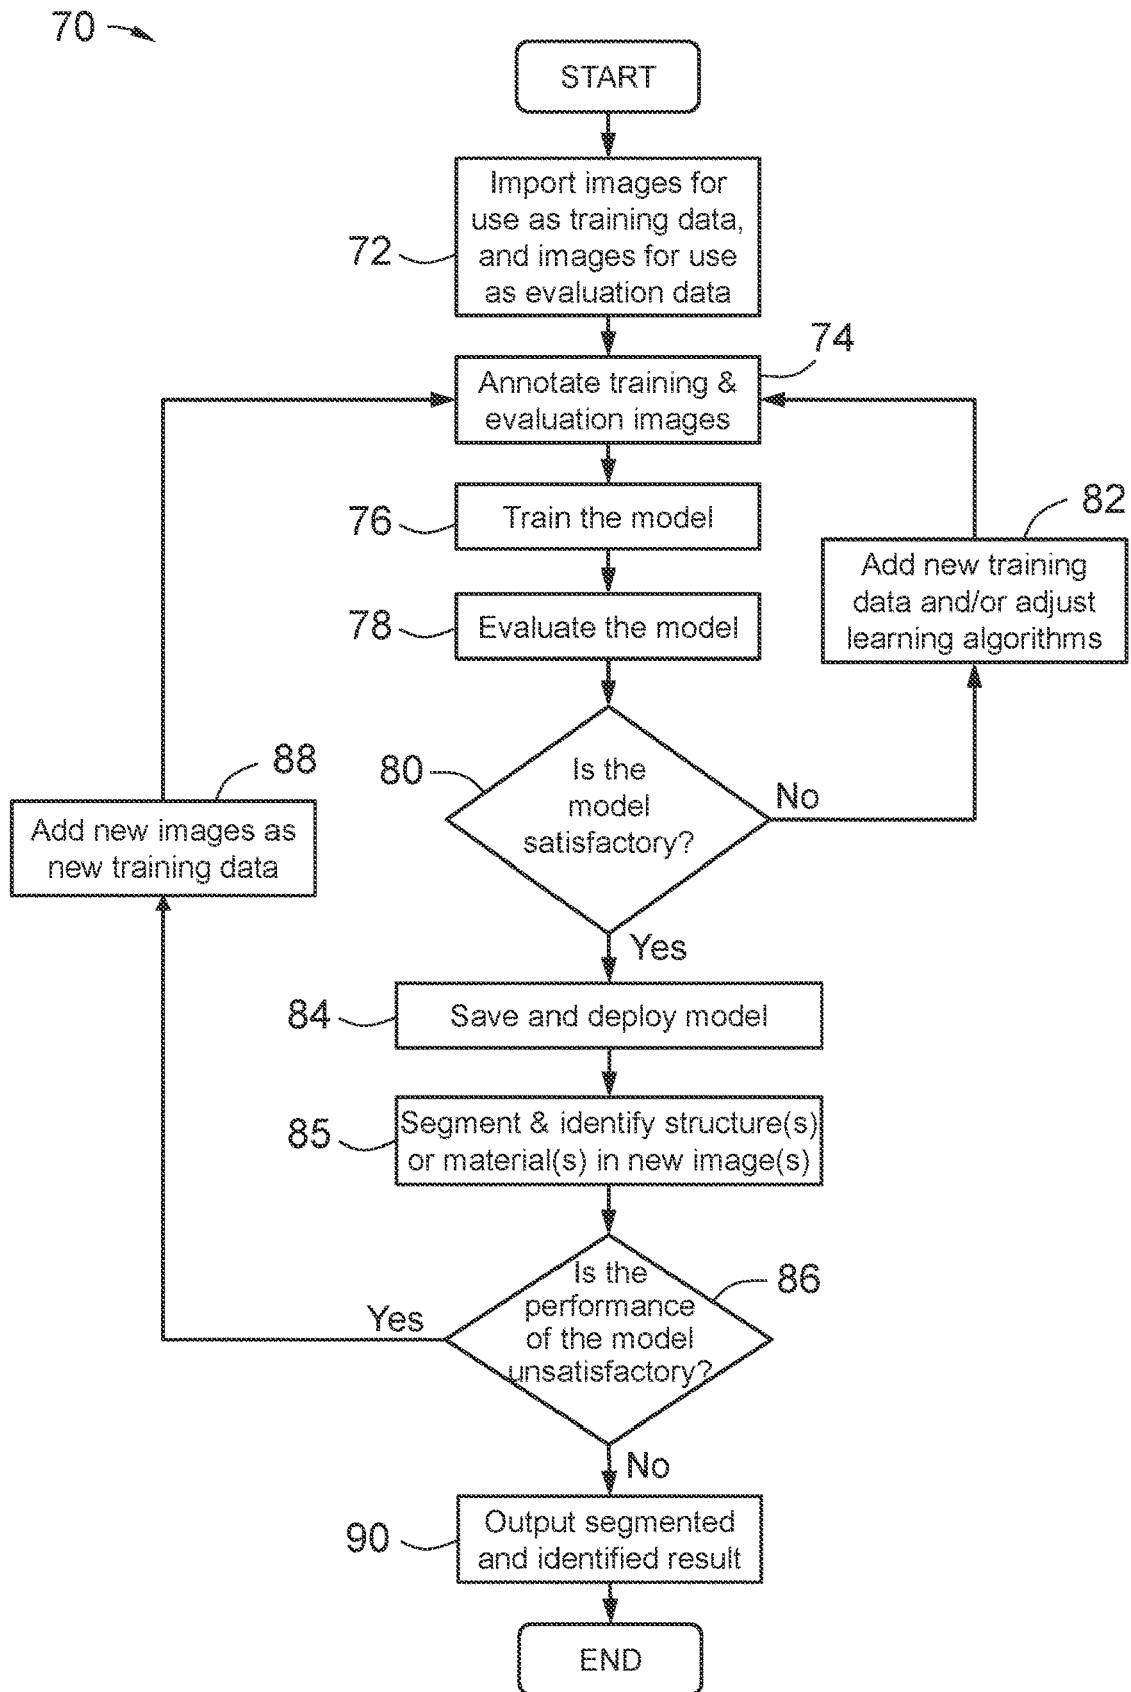 70
START
Import images for
use as training data,
and images for use
as evaluation data
72
74
Annotate training &
evaluation images
76
Train the model
82
Add new training
data and/or adjust
learning algorithms
78
Evaluate the model
80
Is the
model
satisfactory?
No
88
Add new images as
new training data
Yes
84
Save and deploy model
85
Segment & identify structure(s)
or material(s) in new image(s)
86
Is the
performance
of the model
unsatisfactory?
Yes
No
90
Output segmented
and identified result
END